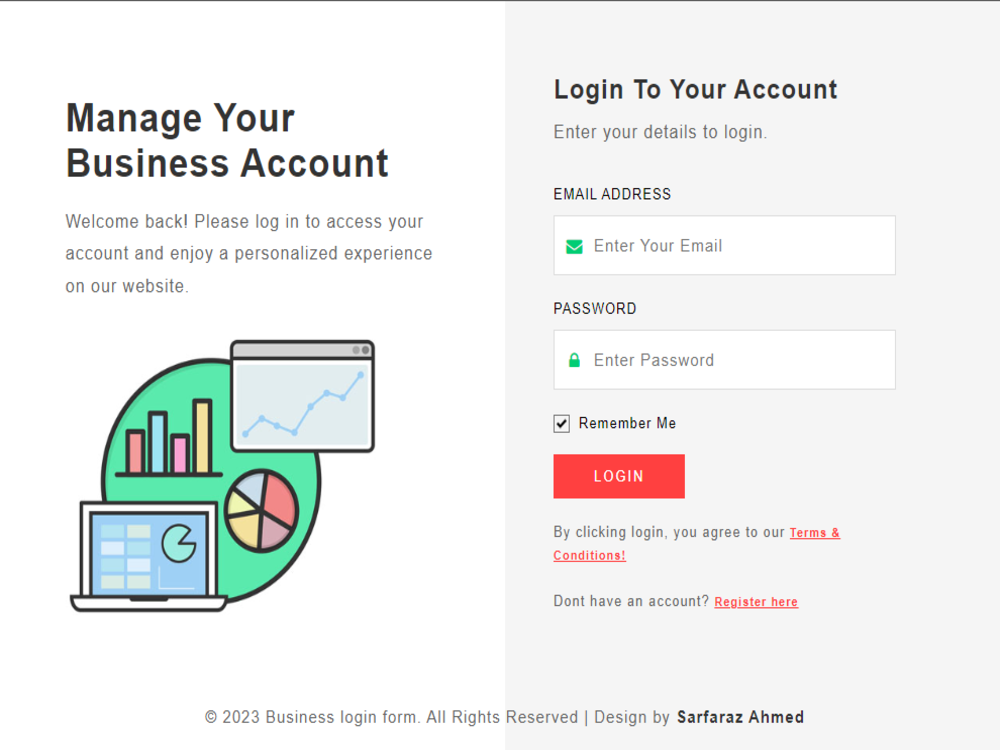 Manage Your
Business Account
Welcome back! Please log in to access your
account and enjoy a personalized experience
on our website.
Login To Your Account
Enter your details to login.
EMAIL ADDRESS
Enter Your Email
PASSWORD
Enter Password
Remember Me
LOGIN
By clicking login, you agree to our Terms &
Conditions!
Dont have an account? Register here
© 2023 Business login form. All Rights Reserved | Design by Sarfaraz Ahmed